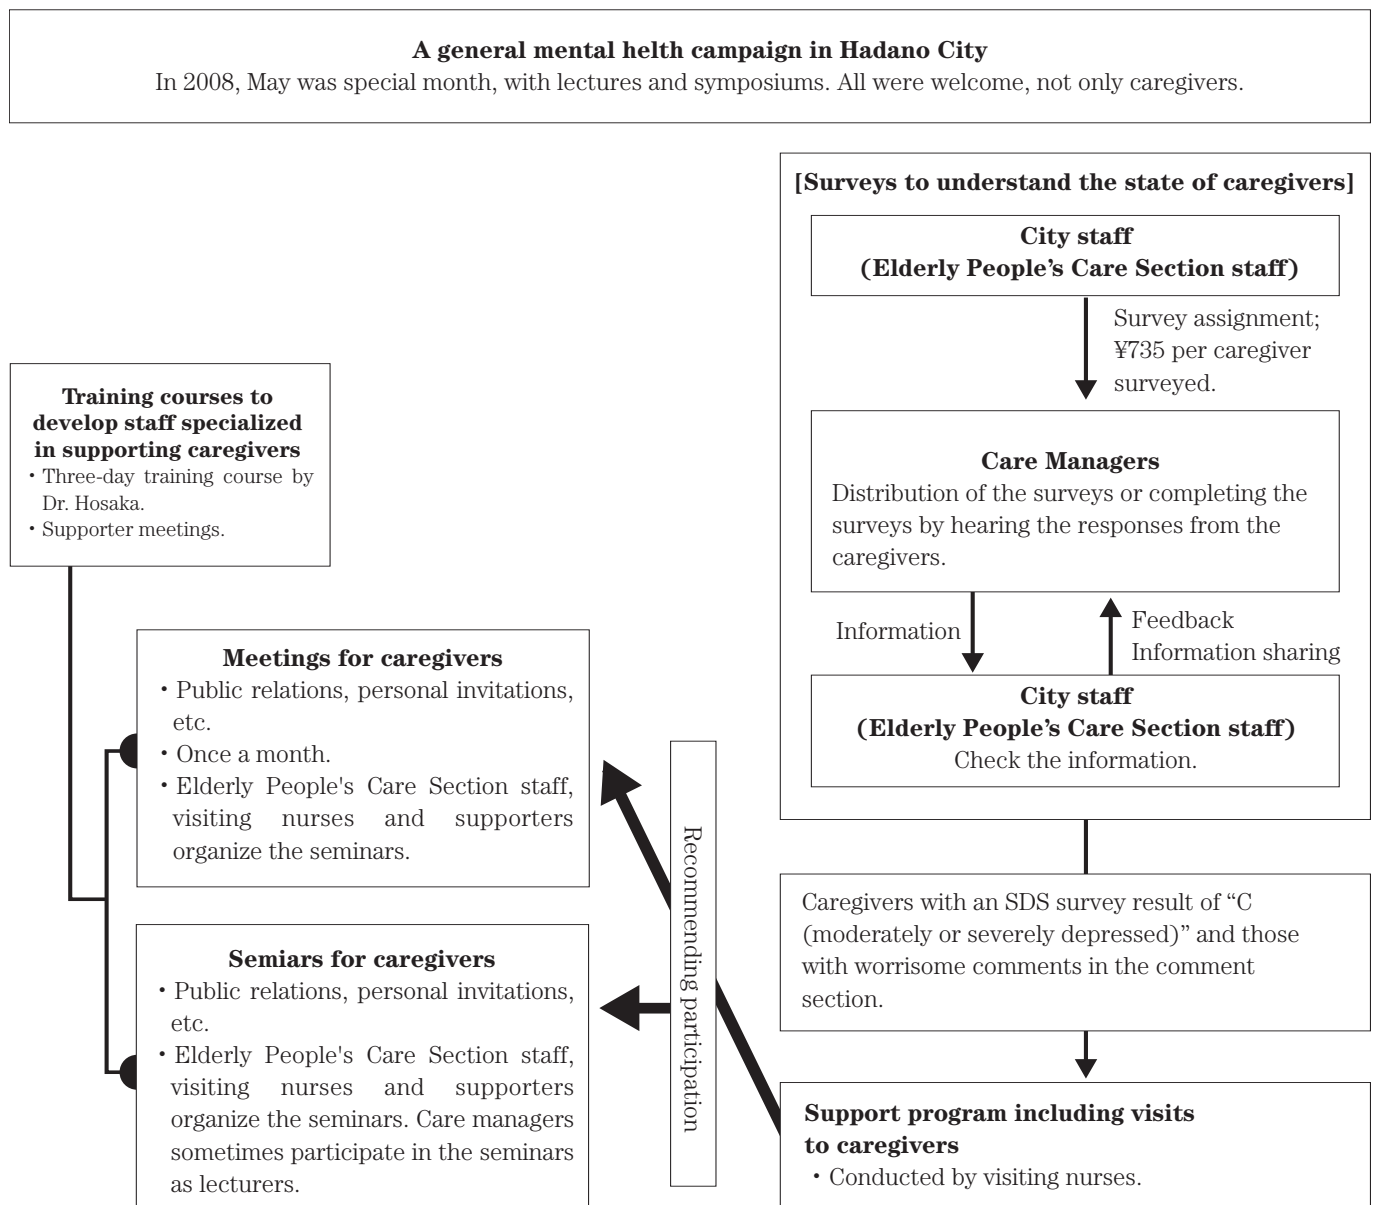 A general mental helth campaign in Hadano City
In 2008, May was special month, with lectures and symposiums. All were welcome, not only caregivers.
[Surveys to understand the state of caregivers]
City staff
(Elderly People’s Care Section staff)
Survey assignment;
¥735 per caregiver
surveyed.
Care Managers
Distribution of the surveys or completing the
surveys by hearing the responses from the
caregivers.
Information
Feedback
Information sharing
City staff
(Elderly People’s Care Section staff)
Check the information.
Training courses to
develop staff specialized
in supporting caregivers
・Three-day training course by
Dr. Hosaka.
・Supporter meetings.
Meetings for caregivers
・Public relations, personal invitations,
etc.
・Once a month.
・Elderly People's Care Section staff,
visiting nurses and supporters
organize the seminars.
Semiars for caregivers
・Public relations, personal invitations,
etc.
・Elderly People's Care Section staff,
visiting nurses and supporters
organize the seminars. Care managers
sometimes participate in the seminars
as lecturers.
Recommending participation
Caregivers with an SDS survey result of “C
(moderately or severely depressed)” and those
with worrisome comments in the comment
section.
Support program including visits
to caregivers
・Conducted by visiting nurses.